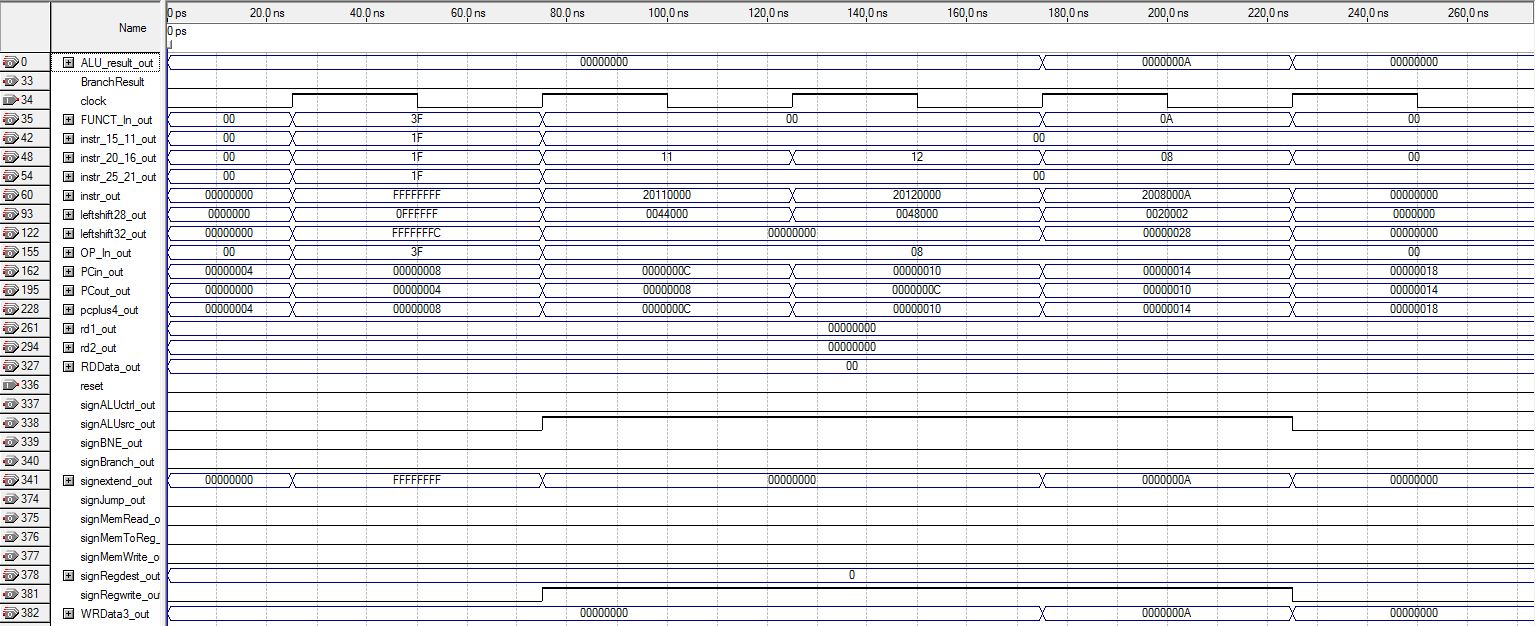 0 ps 20.0 ns 40.0 ns 60.0 ns 80.0 ns 100.0 ns 120.0 ns 140.0 ns 160.0 ns 180.0 ns 200.0 ns 220.0 ns 240.0 ns 260.0 ns
Name
0 ps
0 ALU_result_out 00000000 0000000A 00000000
33 BranchResult
34 clock
35 FUNCT_In_out 00 3F 00 0A 00
42 instr_15_11_out 00 1F 00
48 instr_20_16_out 00 1F 11 12 08 00
54 instr_25_21_out 00 1F 00
60 instr_out 00000000 FFFFFFFF 20110000 20120000 2008000A 00000000
93 leftshift28_out 0000000 0FFFFFF 0044000 0048000 0020002 0000000
122 leftshift32_out 00000000 FFFFFFFC 00000000 00000028 00000000
155 OP_In_out 00 3F 08 00
162 PCin_out 00000004 00000008 0000000C 00000010 00000014 00000018
195 PCout_out 00000000 00000004 00000008 0000000C 00000010 00000014
228 pcplus4_out 00000004 00000008 0000000C 00000010 00000014 00000018
261 rd1_out 00000000
294 rd2_out 00000000
327 RDData_out 00
336 reset
337 signALUctrl_out
338 signALUsrc_out
339 signBNE_out
340 signBranch_out
341 signextend_out 00000000 FFFFFFFF 00000000 0000000A 00000000
374 signJump_out
375 signMemRead_o
376 signMemToReg_
377 signMemWrite_o
378 signRegdest_out 0
381 signRegwrite_ou
382 WRData3_out 00000000 0000000A 00000000